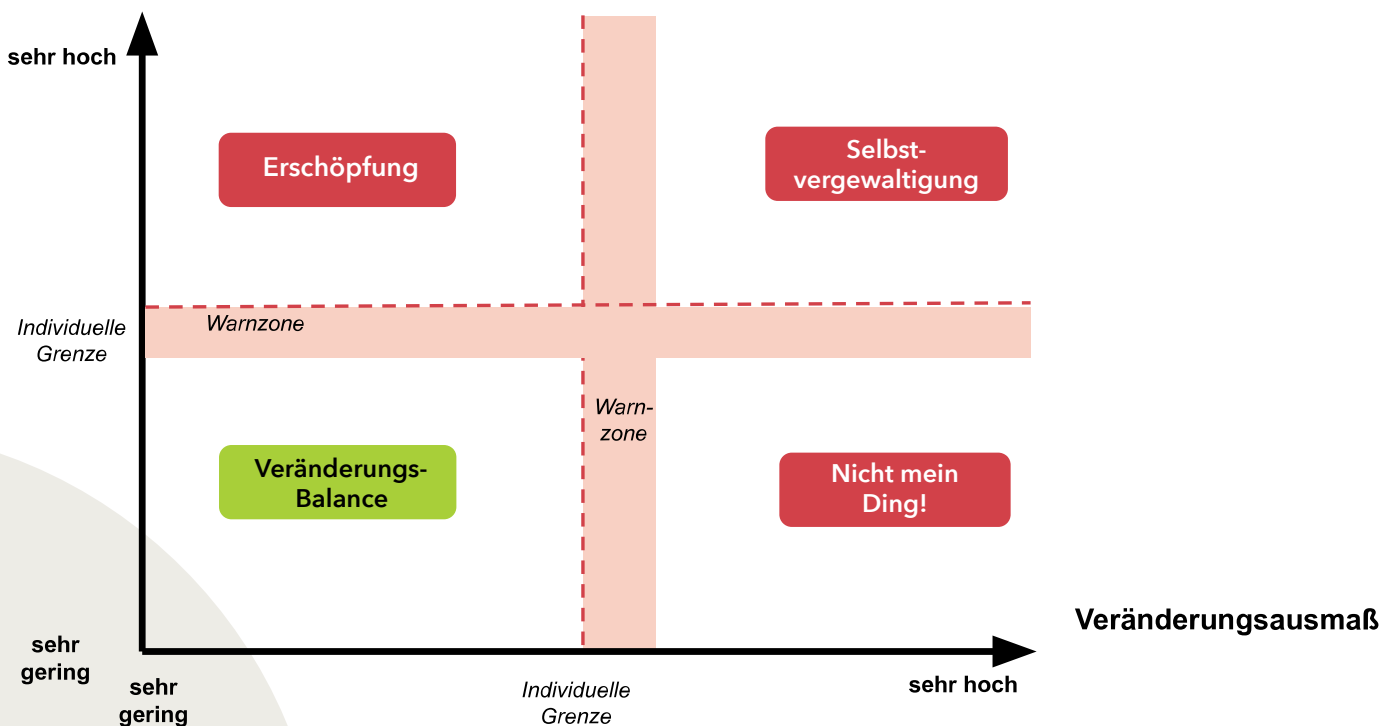 sehr hoch
Erschöpfung
Selbst-
vergewaltigung
Individuelle
Grenze
Warnzone
Warn-
zone
Veränderungs-
Balance
Nicht mein
Ding!
Veränderungsausmaß
sehr
gering
sehr
gering
Individuelle
Grenze
sehr hoch